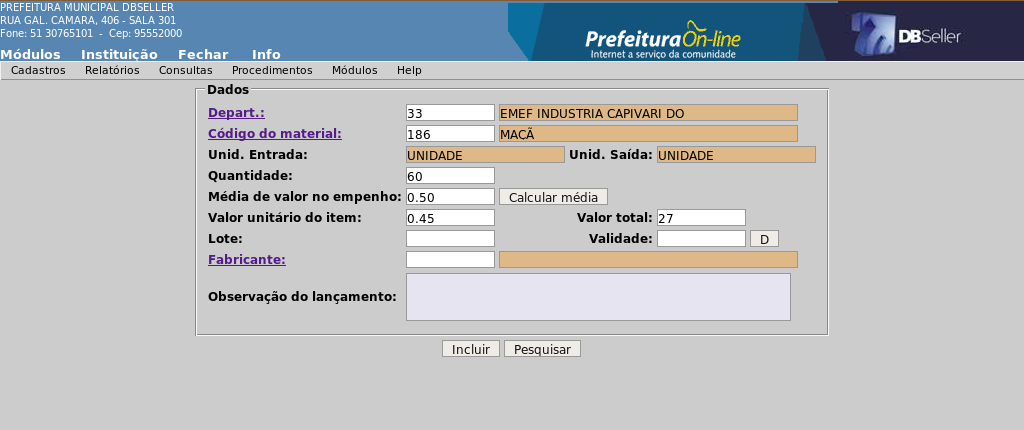 PREFEITURA MUNICIPAL DBSELLER
RUA GAL. CAMARA, 406 - SALA 301
Fone: 51 30765101 - Cep: 95552000
Módulos Instituição Fechar Info
Prefeitura On-line
Internet a serviço da comunidade
DBSeller
Cadastros Relatórios Consultas Procedimentos Módulos Help
Dados
Depart.: 33 EMEF INDUSTRIA CAPIVARI DO
Código do material: 186 MAÇÃ
Unid. Entrada: UNIDADE Unid. Saída: UNIDADE
Quantidade: 60
Média de valor no empenho: 0.50 Calcular média
Valor unitário do item: 0.45 Valor total: 27
Lote: Validade: D
Fabricante:
Observação do lançamento:
Incluir Pesquisar